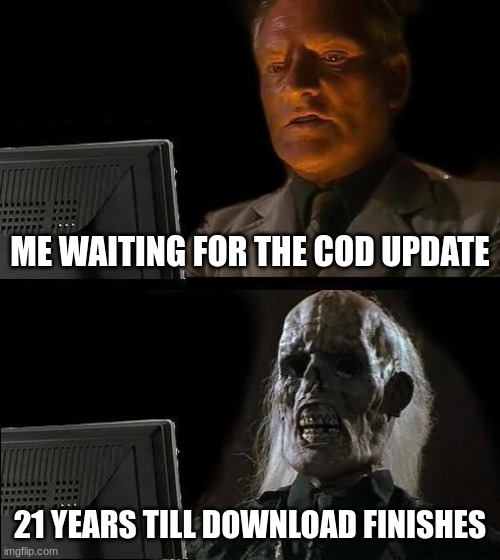 ME WAITING FOR THE COD UPDATE
21 YEARS TILL DOWNLOAD FINISHES
imgflip.com